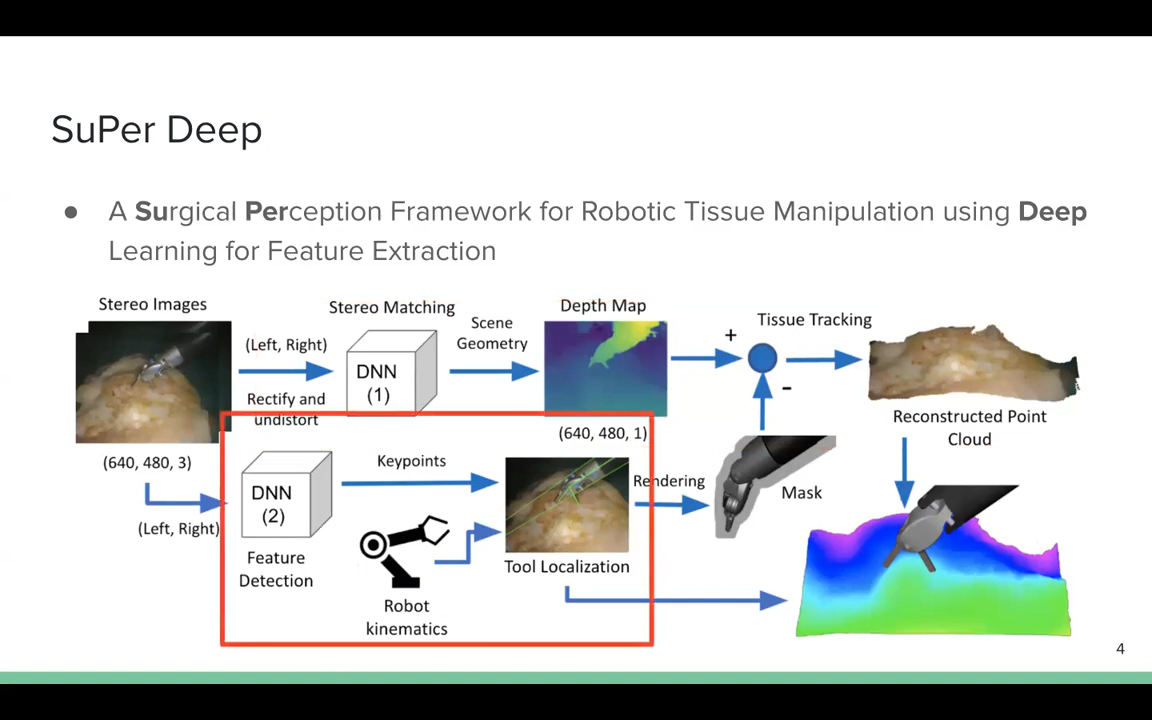 SuPer Deep
● A Surgical Perception Framework for Robotic Tissue Manipulation using Deep
Learning for Feature Extraction
Stereo Images
(Left, Right)
Rectify and
undistort
Stereo Matching
DNN
(1)
Scene
Geometry
Depth Map
(640, 480, 1)
+
-
Tissue Tracking
Reconstructed Point
Cloud
(640, 480, 3)
(Left, Right)
DNN
(2)
Feature
Detection
Keypoints
Robot
kinematics
Tool Localization
Rendering
Mask
4